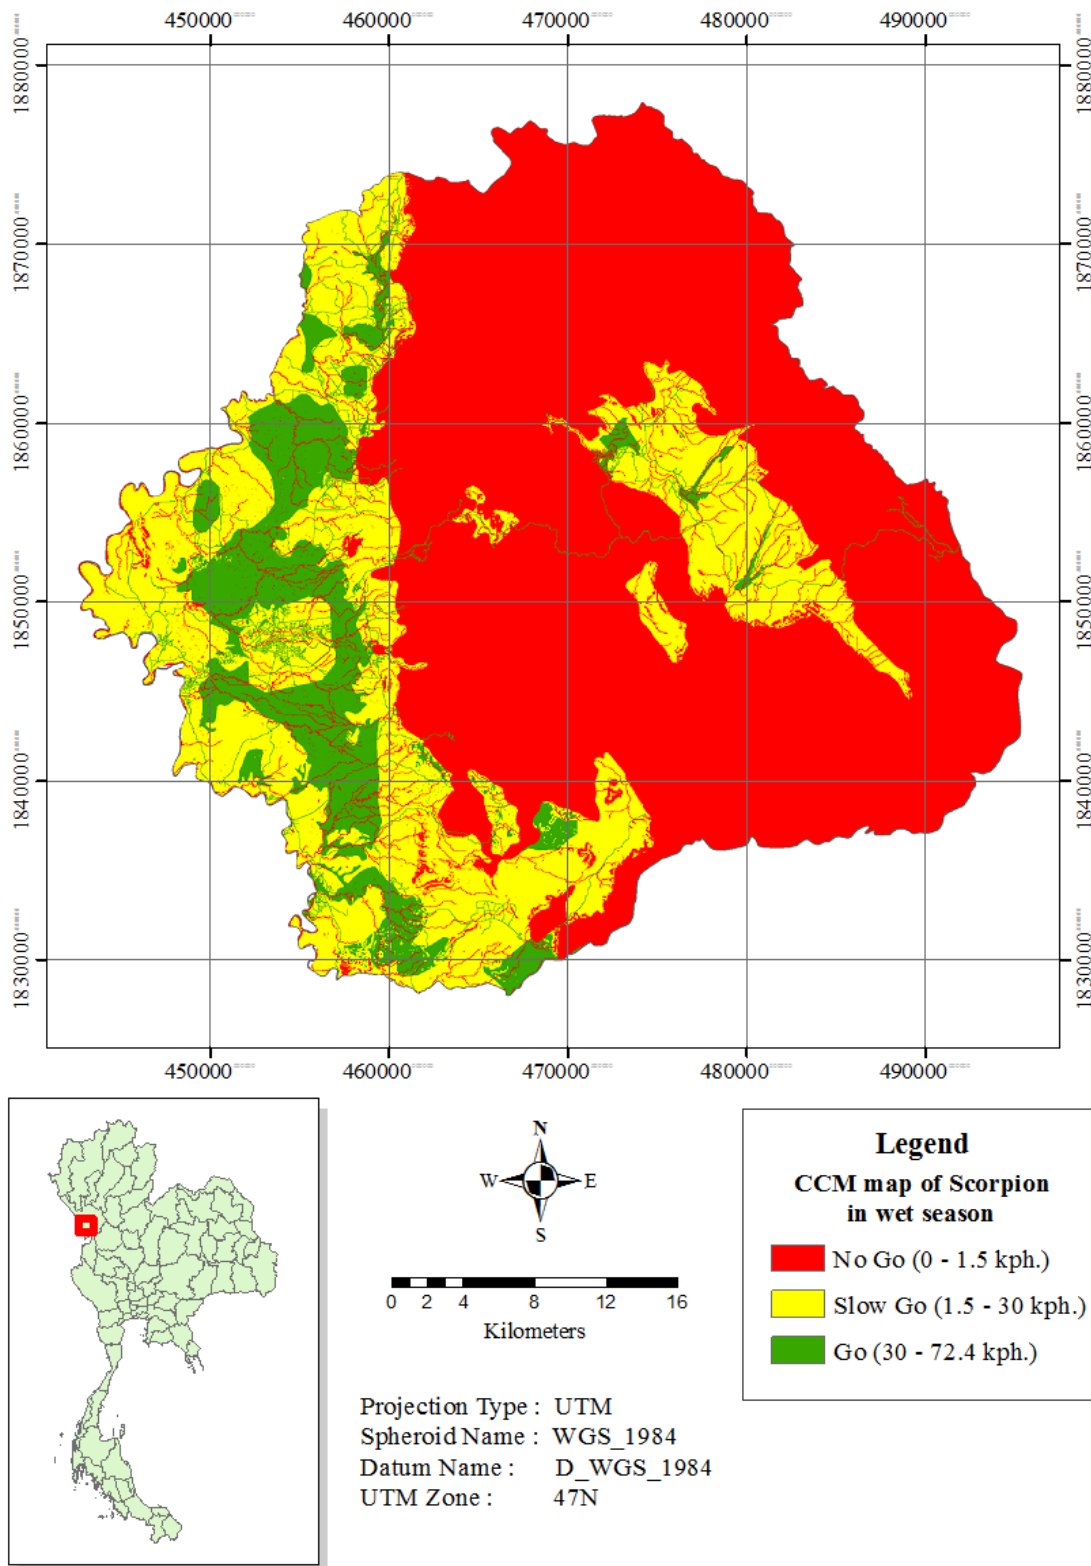 450000 460000 470000 480000 490000
1880000 1880000
1870000 1870000
1860000 1860000
1850000 1850000
1840000 1840000
1830000 1830000
450000 460000 470000 480000 490000
N
W E
S
0 2 4 8 12 16
Kilometers
Projection Type : UTM
Spheroid Name : WGS_1984
Datum Name : D_WGS_1984
UTM Zone : 47N
Legend
CCM map of Scorpion
in wet season
No Go (0 - 1.5 kph.)
Slow Go (1.5 - 30 kph.)
Go (30 - 72.4 kph.)